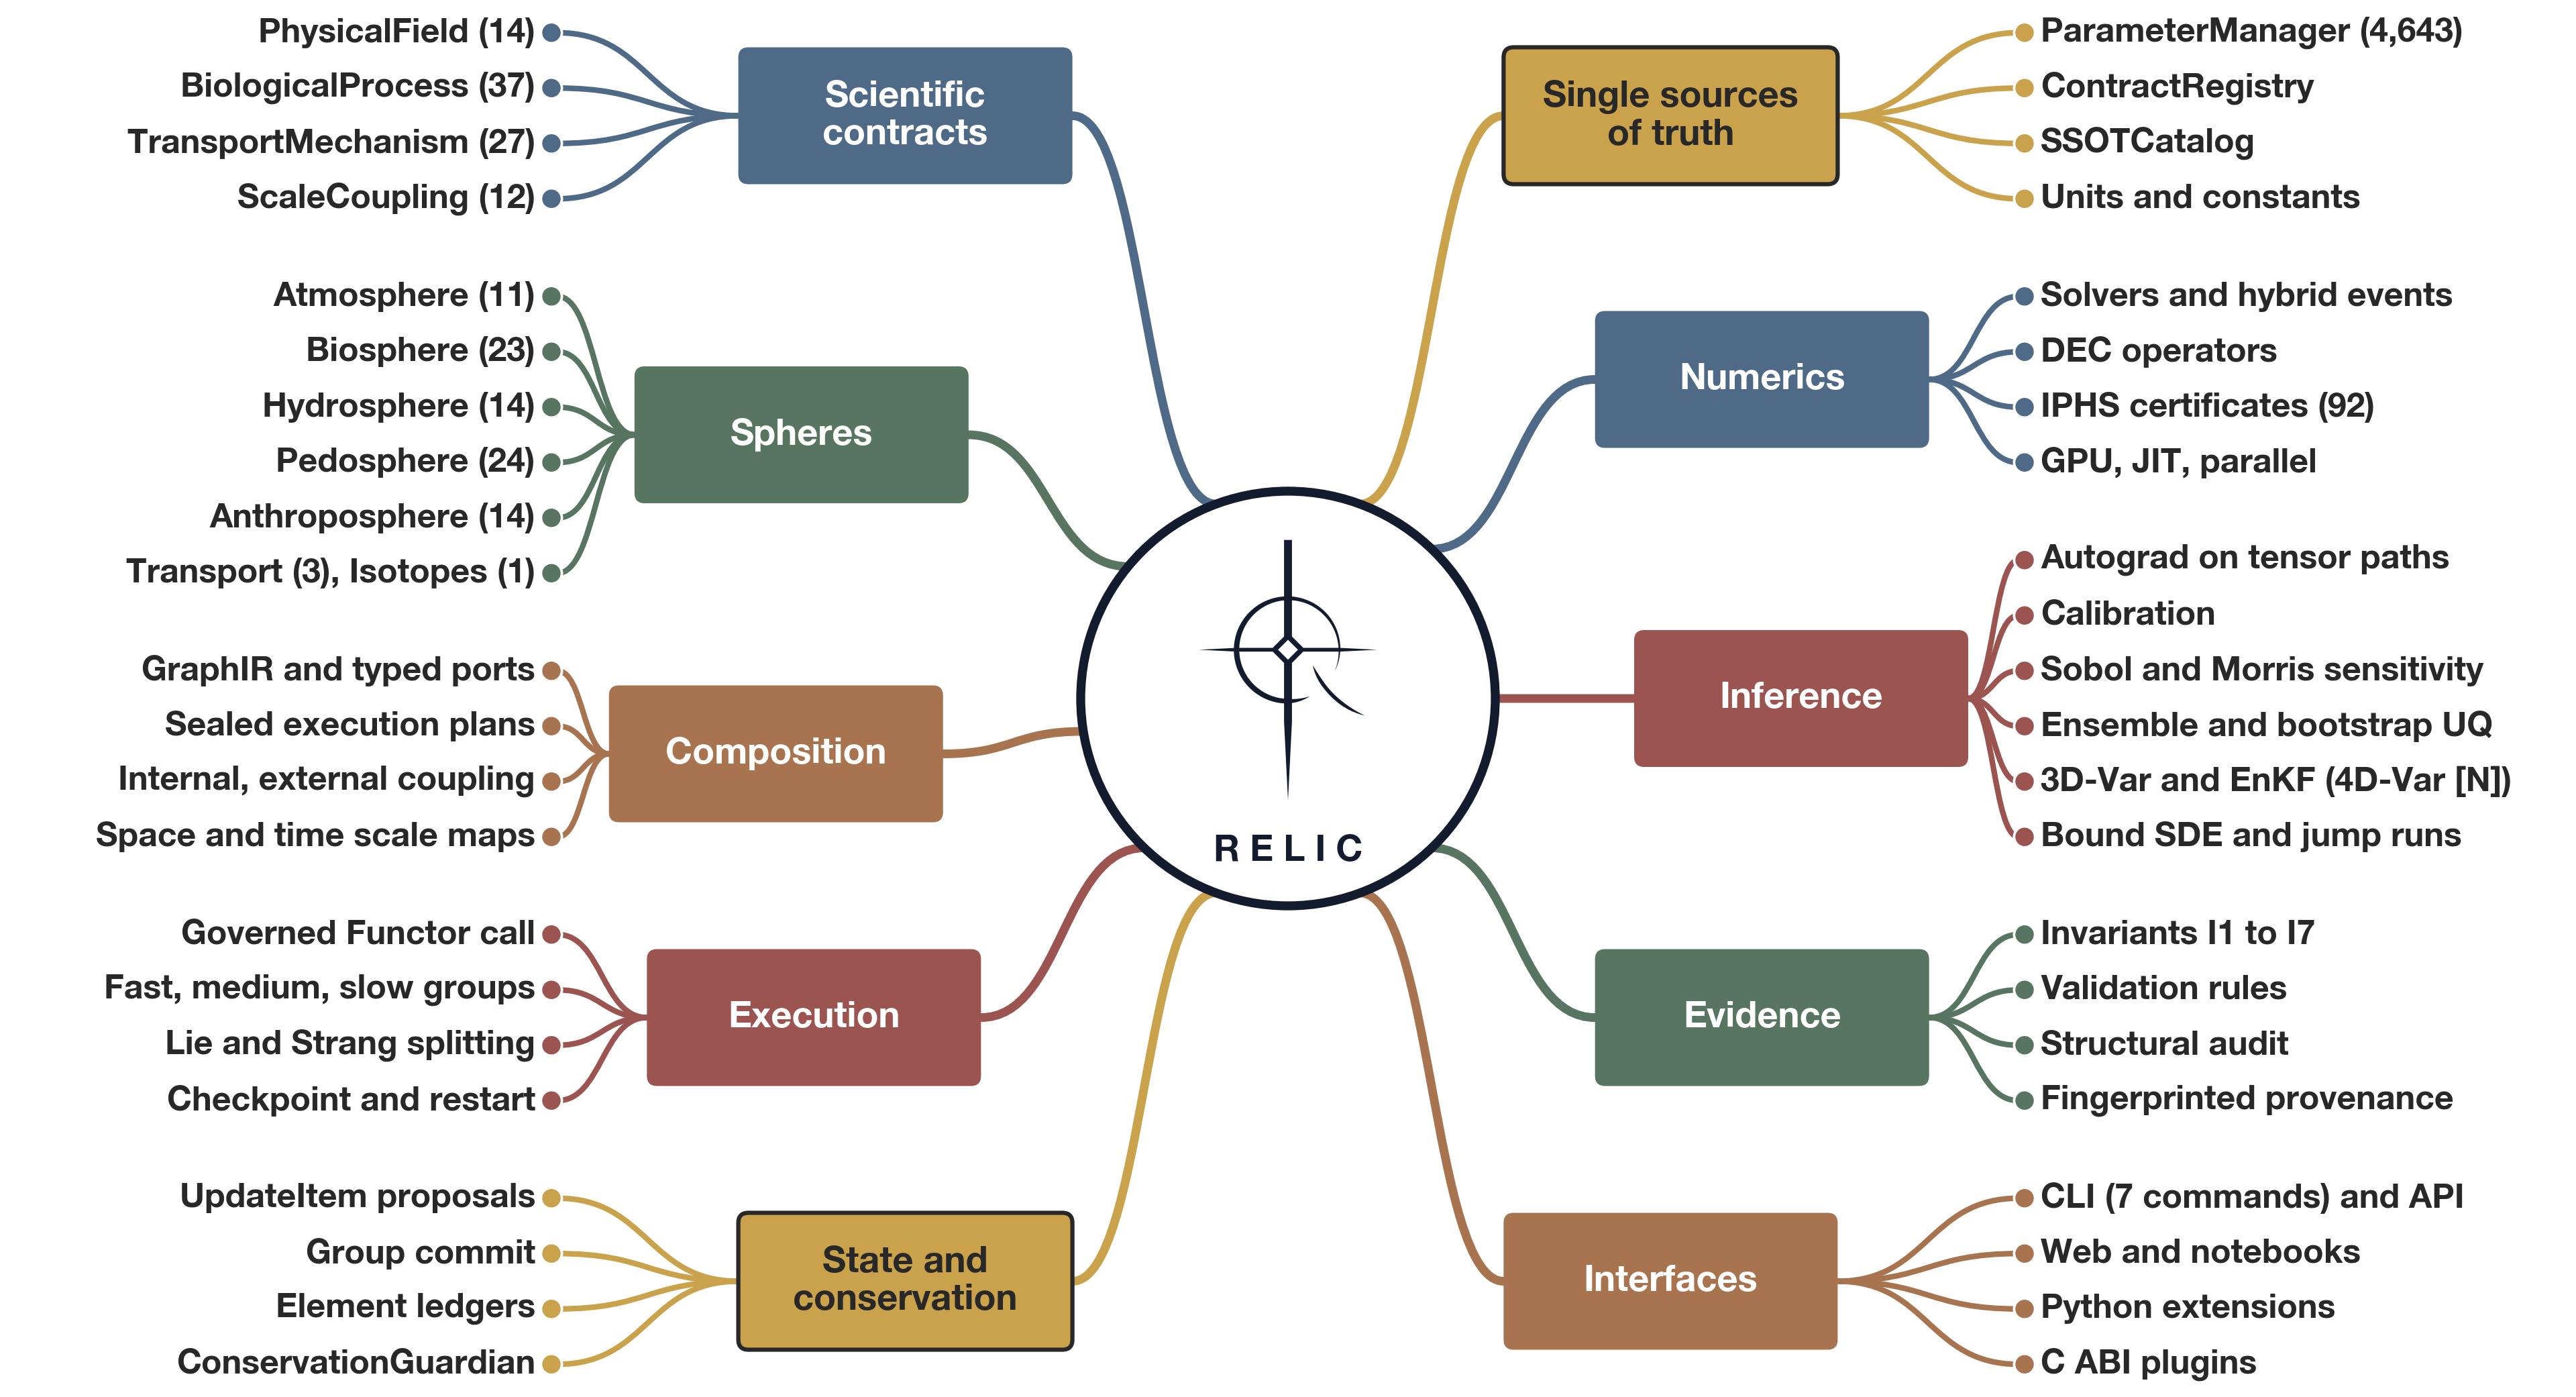 PhysicalField (14)
BiologicalProcess (37)
TransportMechanism (27)
ScaleCoupling (12)
Scientific
contracts
Atmosphere (11)
Biosphere (23)
Hydrosphere (14)
Pedosphere (24)
Anthroposphere (14)
Transport (3), Isotopes (1)
Spheres
GraphIR and typed ports
Sealed execution plans
Internal, external coupling
Space and time scale maps
Composition
Governed Functor call
Fast, medium, slow groups
Lie and Strang splitting
Checkpoint and restart
Execution
UpdateItem proposals
Group commit
Element ledgers
ConservationGuardian
State and
conservation
RELIC
Single sources
of truth
ParameterManager (4,643)
ContractRegistry
SSOTCatalog
Units and constants
Numerics
Solvers and hybrid events
DEC operators
IPHS certificates (92)
GPU, JIT, parallel
Inference
Autograd on tensor paths
Calibration
Sobol and Morris sensitivity
Ensemble and bootstrap UQ
3D-Var and EnKF (4D-Var [N])
Bound SDE and jump runs
Evidence
Invariants I1 to I7
Validation rules
Structural audit
Fingerprinted provenance
Interfaces
CLI (7 commands) and API
Web and notebooks
Python extensions
C ABI plugins